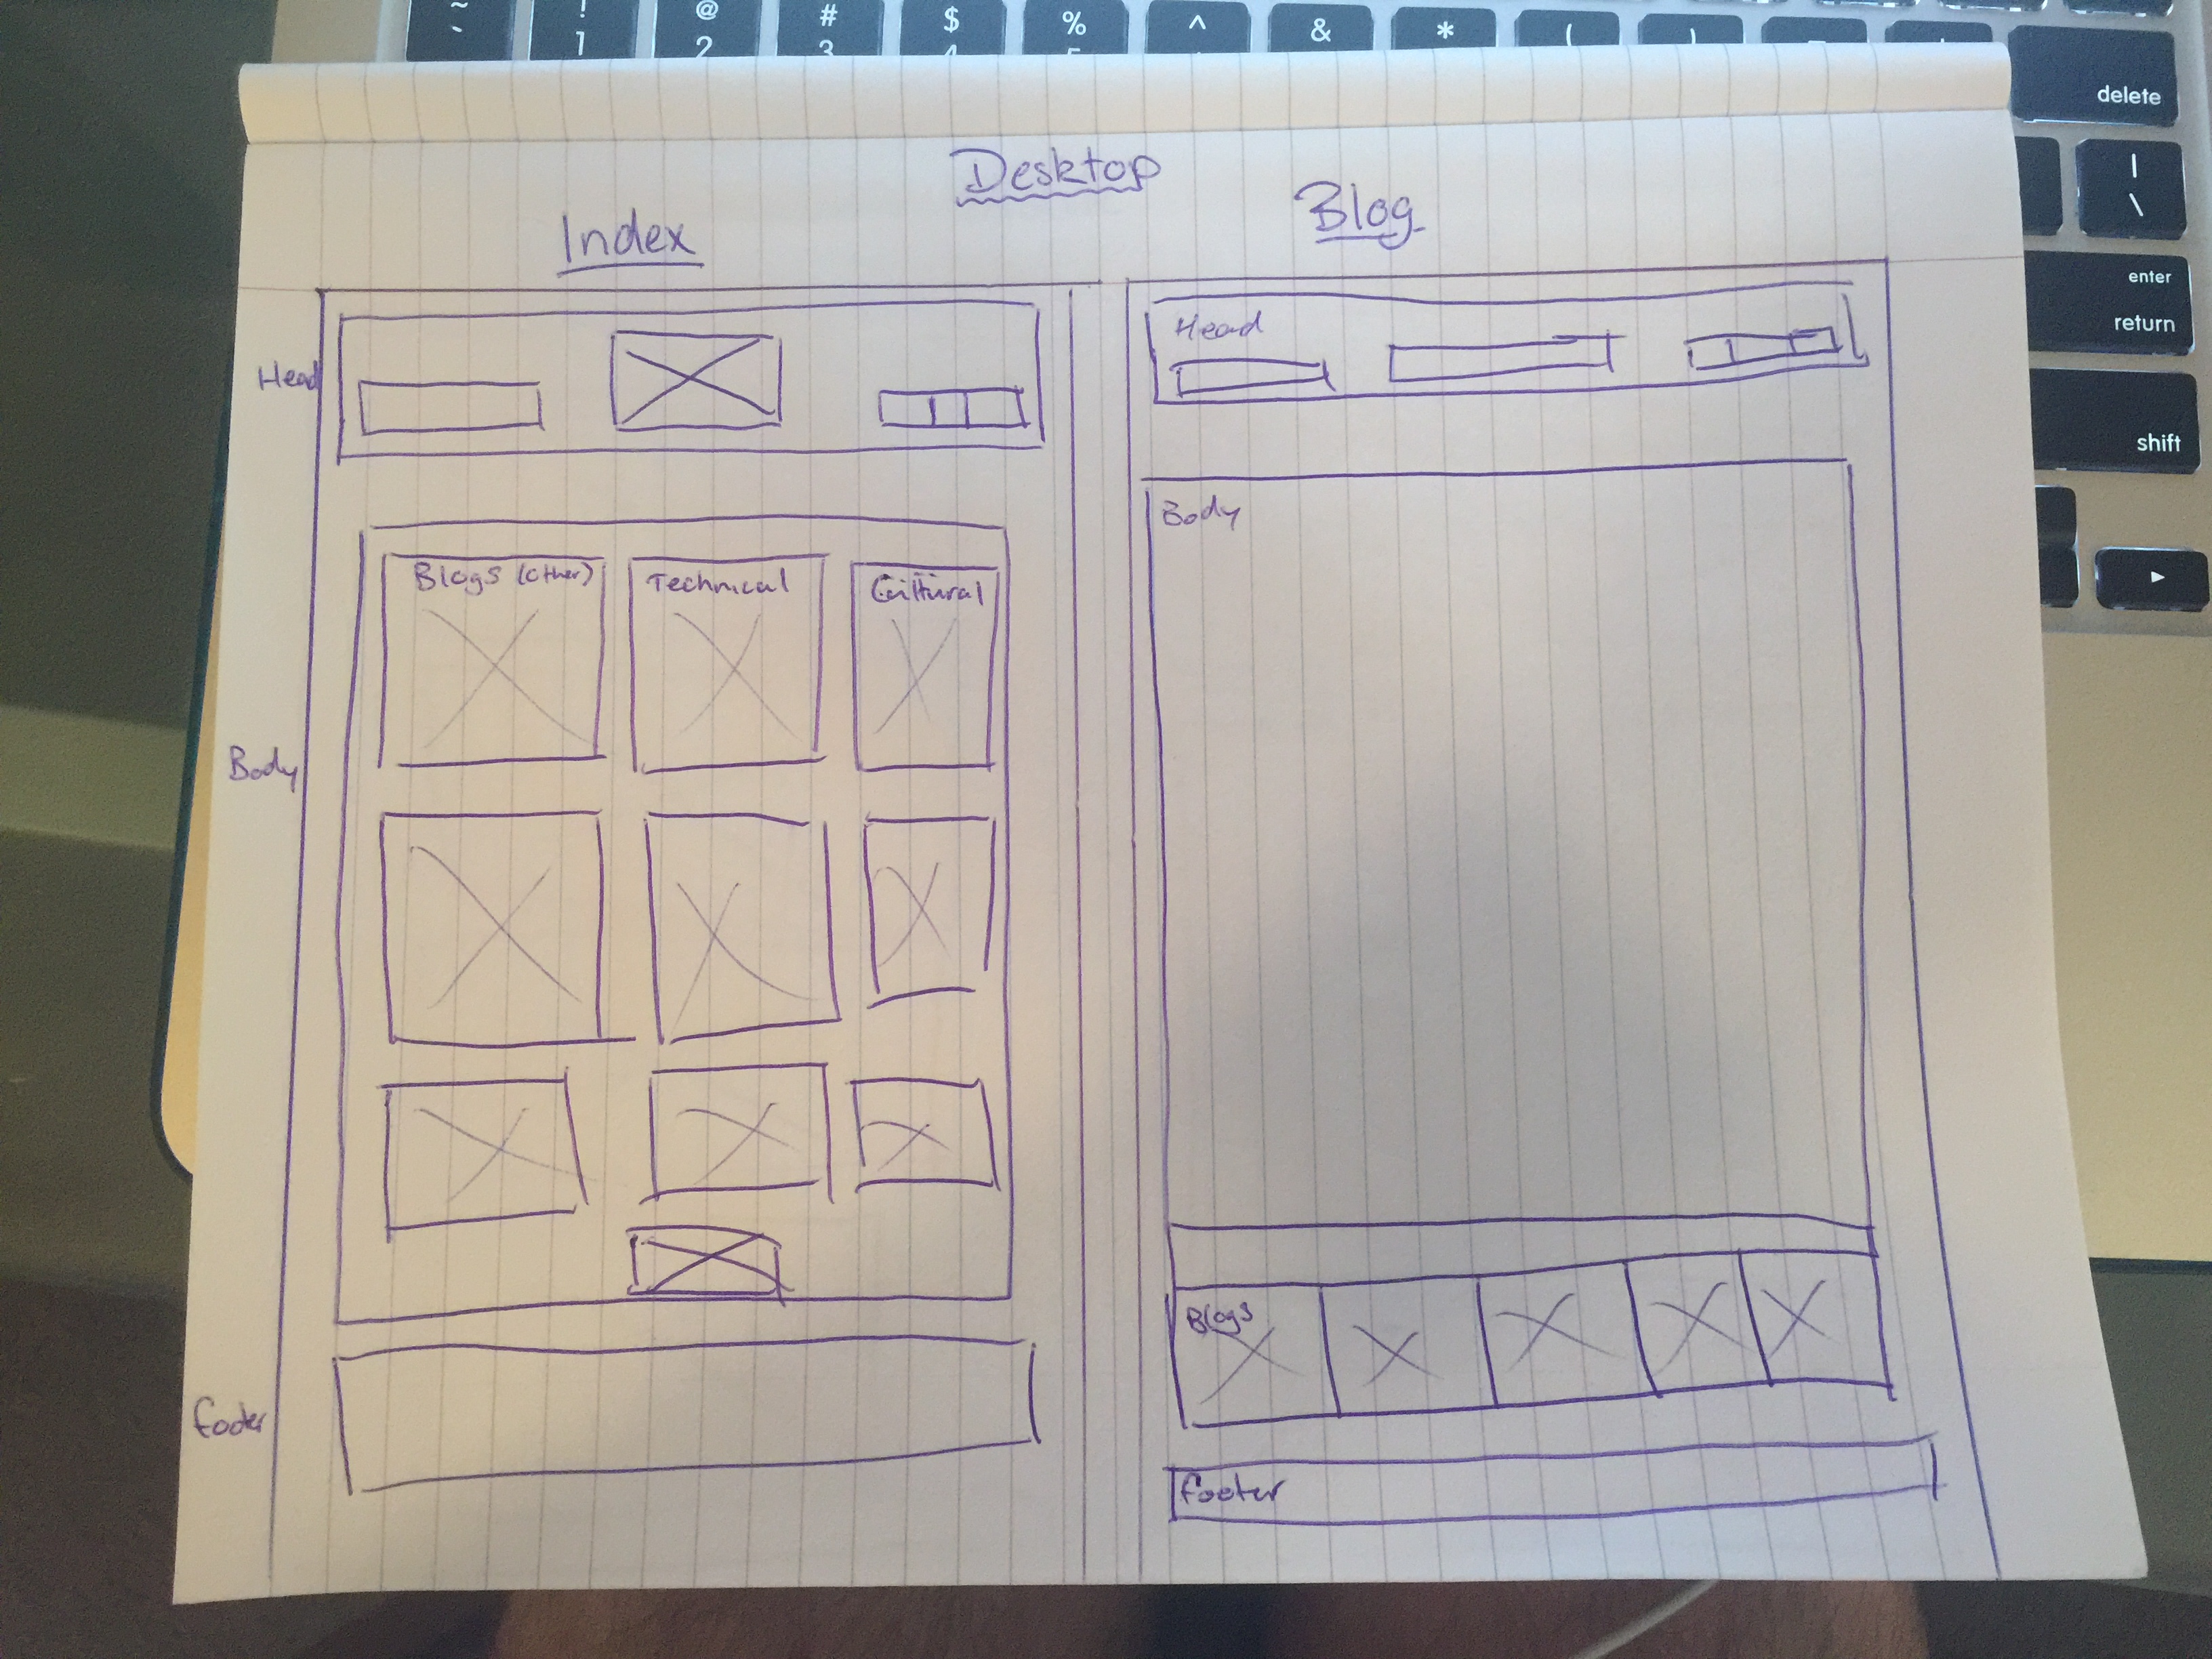 Desktop
Index
Head
Body
Blogs (Other)
Technical
Cultural
footer
Blog
Head
Body
Blogs
footer
~
`
!
1
@
2
#
3
$
4
%
5
^
&
*
(
)
delete
|
\
enter
return
shift